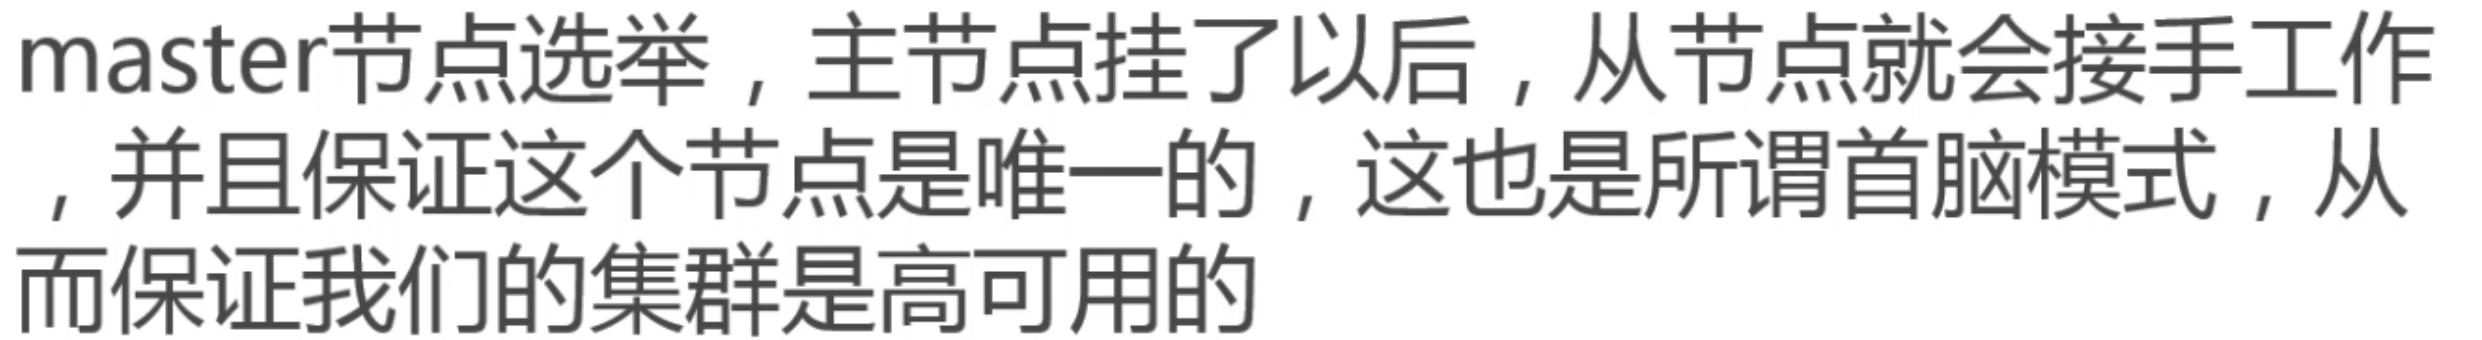 master节点选举，主节点挂了以后，从节点就会接手工作
，并且保证这个节点是唯一的，这也是所谓首脑模式，从
而保证我们的集群是高可用的